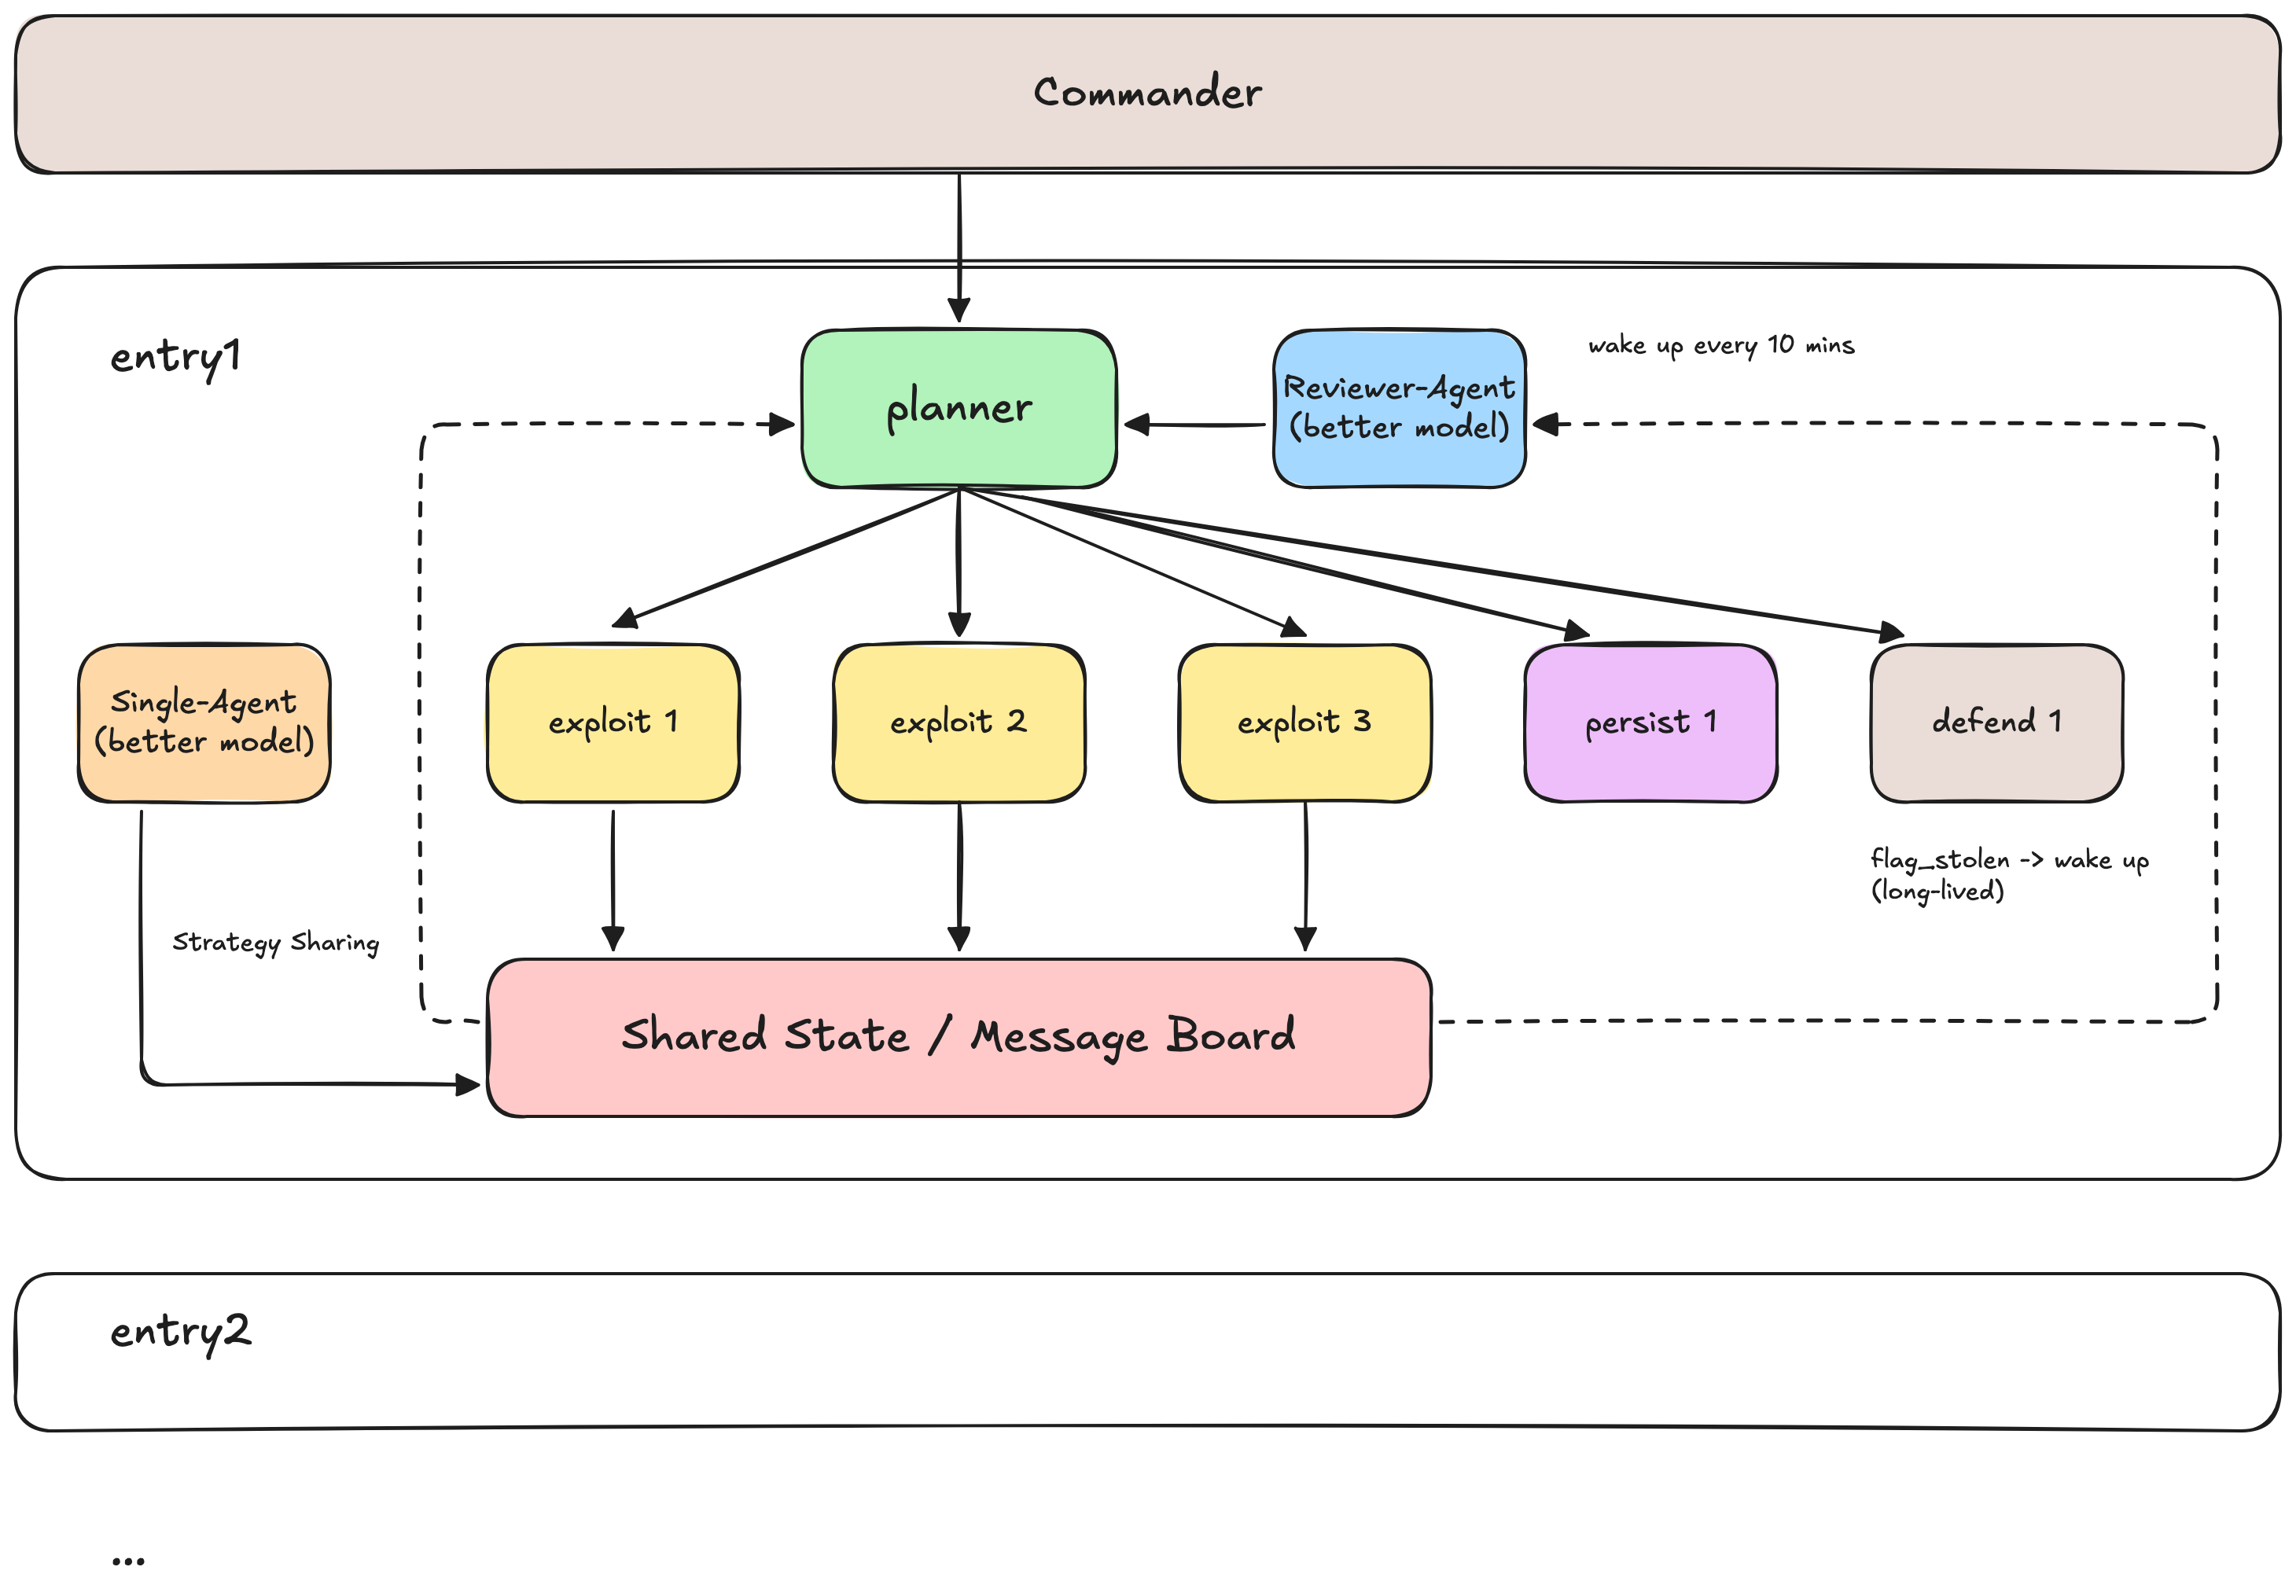 Commander
entry1
planner
Reviewer-Agent
(better model)
wake up every 10 mins
Single-Agent
(better model)
exploit 1
exploit 2
exploit 3
persist 1
defend 1
flag_stolen -> wake up
(long-lived)
Strategy Sharing
Shared State / Message Board
entry2
...